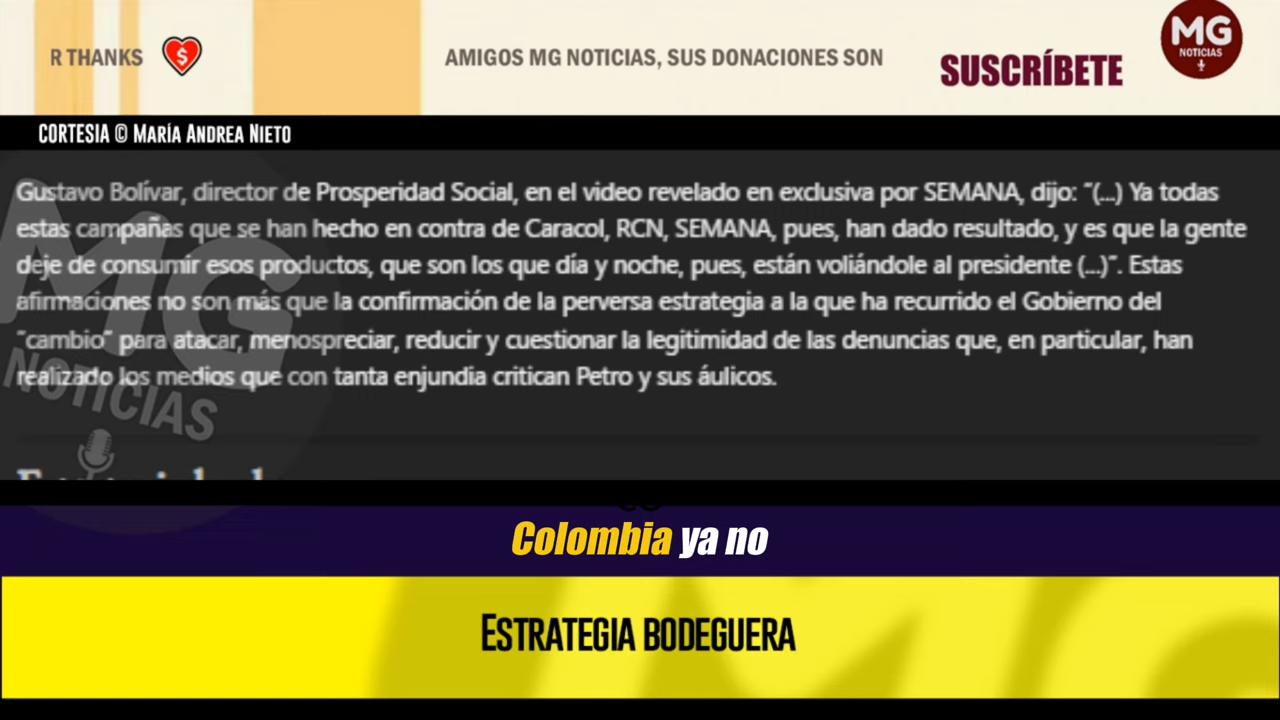 R THANKS
AMIGOS MG NOTICIAS, SUS DONACIONES SON
SUSCRÍBETE
MG
NOTICIAS
CORTESIA © MARÍA ANDREA NIETO
Gustavo Bolívar, director de Prosperidad Social, en el video revelado en exclusiva por SEMANA, dijo: “(...) Ya todas
estas campañas que se han hecho en contra de Caracol, RCN, SEMANA, pues, han dado resultado, y es que la gente
deje de consumir esos productos, que son los que día y noche, pues, están voliándole al presidente (...)”. Estas
afirmaciones no son más que la confirmación de la perversa estrategia a la que ha recurrido el Gobierno del
“cambio” para atacar, menospreciar, reducir y cuestionar la legitimidad de las denuncias que, en particular, han
realizado los medios que con tanta enjundia critican Petro y sus áulicos.
MG
NOTICIAS
Colombia ya no
ESTRATEGIA BODEGUERA